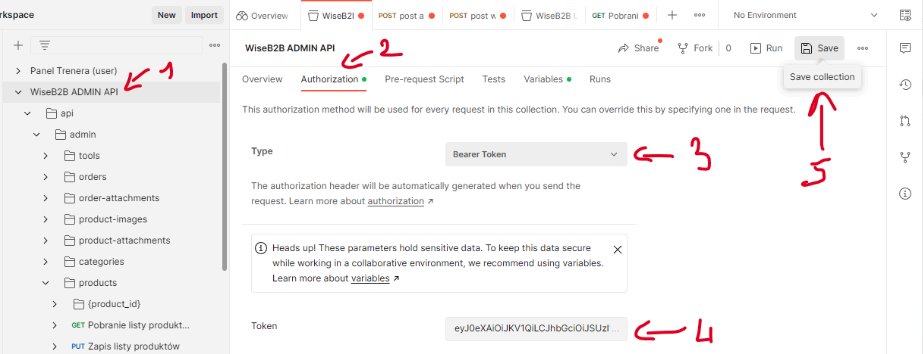 rkspace New Import Overview WiseB2I POST post a POST post w WiseB2B L GET Pobrani No Environment
WiseB2B ADMIN API Share Fork 0 Run Save
Save collection
Panel Trenera (user)
WiseB2B ADMIN API
api
admin
tools
orders
order-attachments
product-images
product-attachments
categories
products
{product_id}
GET Pobranie listy produkt...
PUT Zapis listy produktów
1
2
Overview Authorization Pre-request Script Tests Variables Runs
This authorization method will be used for every request in this collection. You can override this by specifying one in the request.
Type Bearer Token
3
5
The authorization header will be automatically generated when you send the
request. Learn more about authorization ↗
Heads up! These parameters hold sensitive data. To keep this data secure
while working in a collaborative environment, we recommend using variables.
Learn more about variables ↗
Token eyJ0eXAiOiJKV1QiLCJhbGciOiJSUzI ...
4